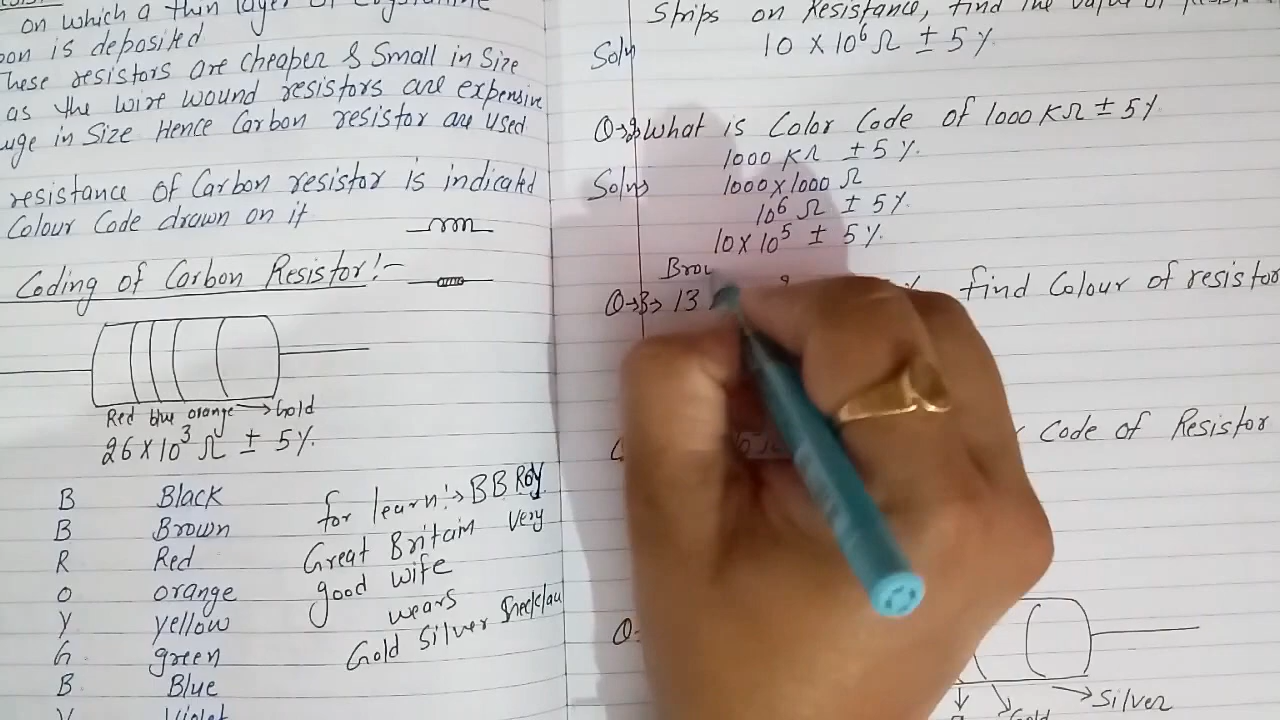 on which a thin layer of
is deposited
These resistors are cheaper & Small in Size
as the wire wound resistors are expensive
in Size Hence Carbon resistor are used
resistance of Carbon resistor is indicated
Colour Code drawn on it
Coding of Carbon Resistor!-
Red blue orange → Gold
26 × 10³ Ω ± 5 %.
B Black
B Brown
R Red
O orange
Y yellow
G green
B Blue
V Violet
for learn:→ B B Roy
Great Britain Very
good wife
wears
Gold Silver
Strips on Resistance, find the value of
Soln 10 × 10⁶ Ω ± 5 %.
What is Color Code of 1000 KΩ ± 5 %.
1000 KΩ ± 5 %.
Soln 1000 × 1000 Ω
10⁶ Ω ± 5 %.
10 × 10⁵ ± 5 %.
Brow
Q→3→ 13
find Colour of resistor
Code of Resistor
Q
Gold
→ Silver